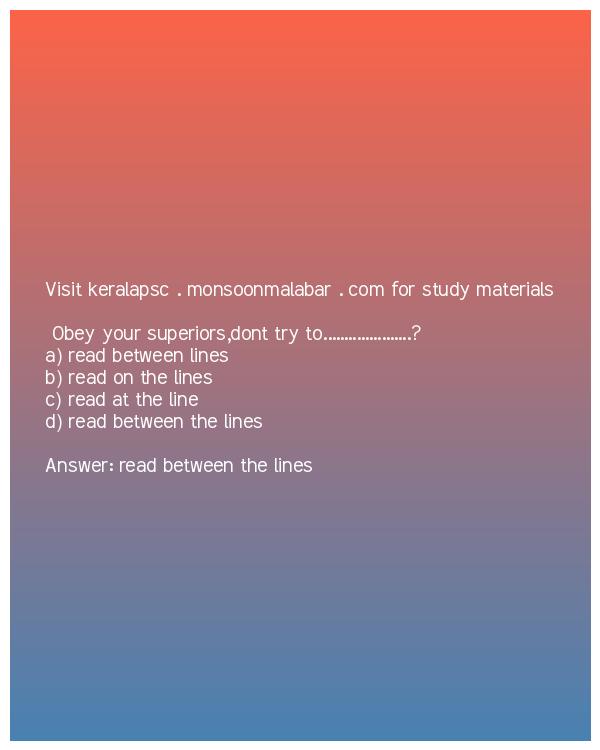 Visit keralapsc . monsoonmalabar . com for study materials
Obey your superiors,dont try to.....................?
a) read between lines
b) read on the lines
c) read at the line
d) read between the lines
Answer: read between the lines